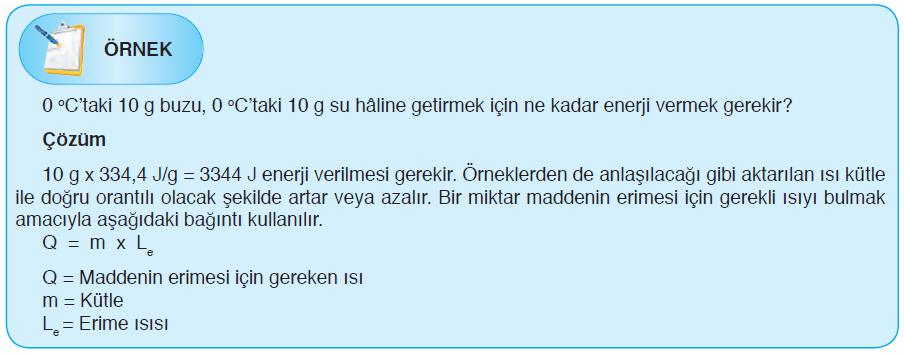 ÖRNEK
0 ºC'taki 10 g buzu, 0 ºC'taki 10 g su hâline getirmek için ne kadar enerji vermek gerekir?
Çözüm
10 g x 334,4 J/g = 3344 J enerji verilmesi gerekir. Örneklerden de anlaşılacağı gibi aktarılan ısı kütle
ile doğru orantılı olacak şekilde artar veya azalır. Bir miktar maddenin erimesi için gerekli ısıyı bulmak
amacıyla aşağıdaki bağıntı kullanılır.
Q = m x Lₑ
Q = Maddenin erimesi için gereken ısı
m = Kütle
Lₑ = Erime ısısı